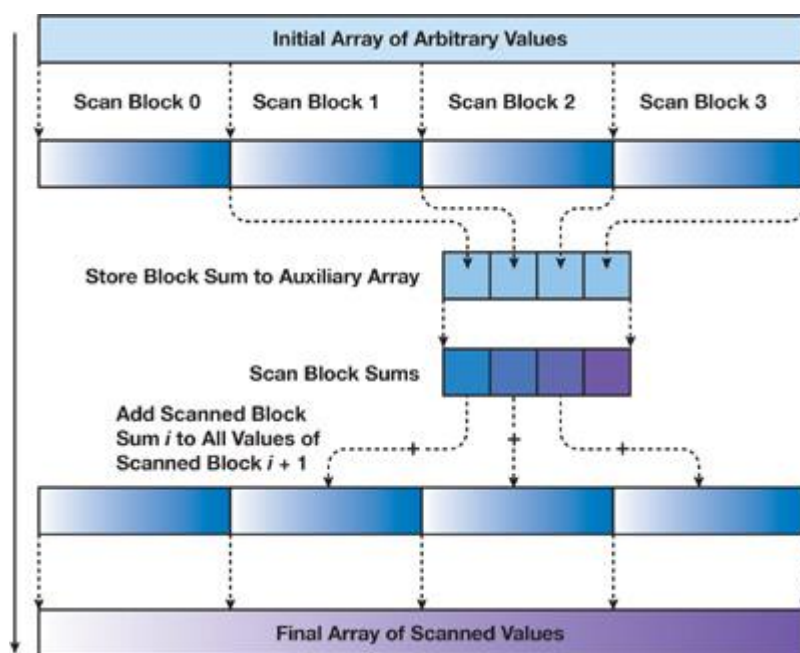 Initial Array of Arbitrary Values
Scan Block 0 Scan Block 1 Scan Block 2 Scan Block 3
Store Block Sum to Auxiliary Array
Scan Block Sums
Add Scanned Block
Sum i to All Values of
Scanned Block i + 1
+ + +
Final Array of Scanned Values